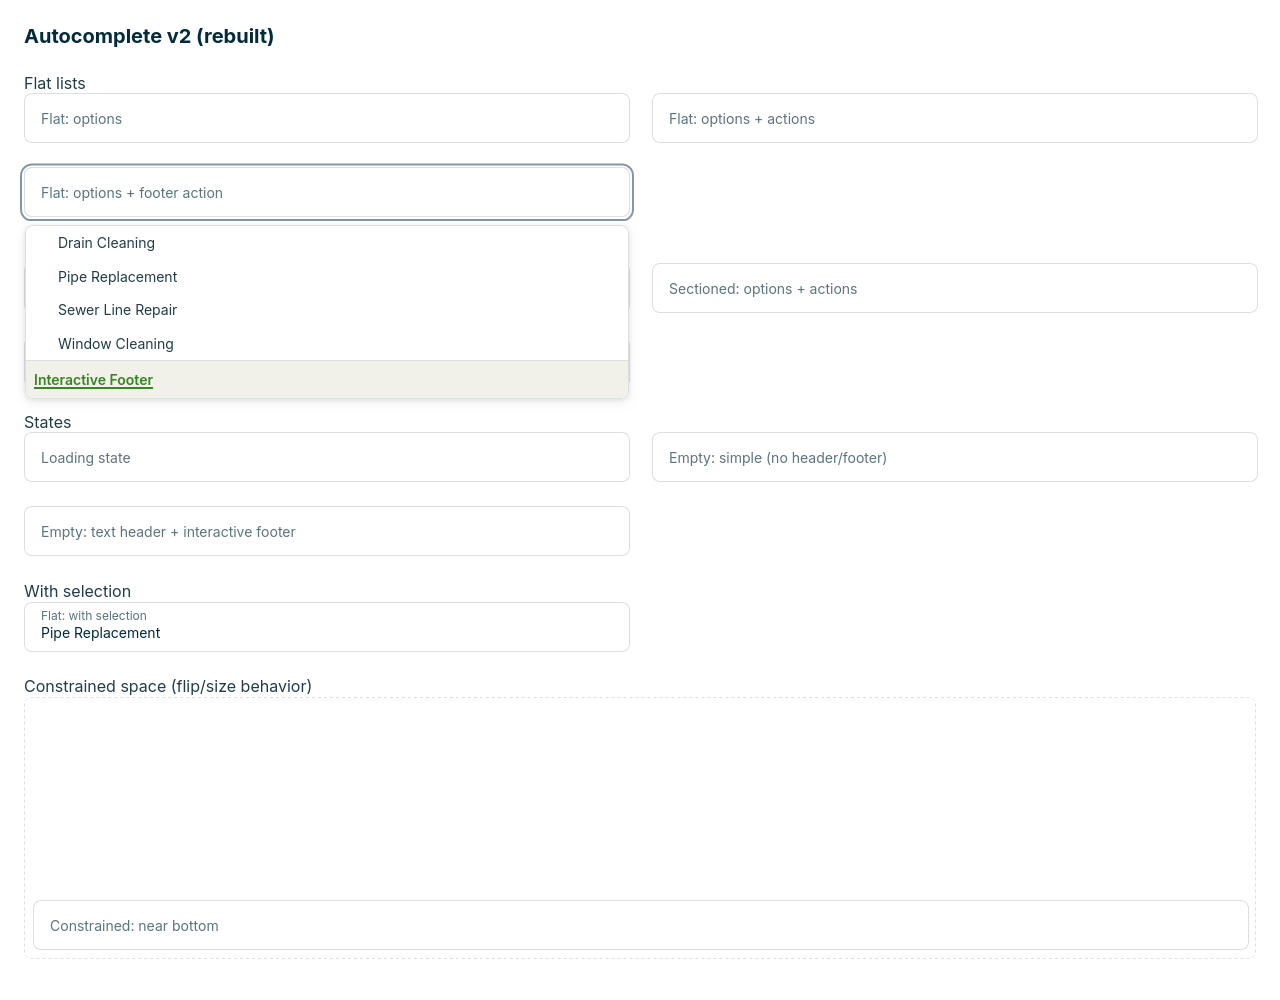 Autocomplete v2 (rebuilt)
Flat lists
Flat: options
Flat: options + actions
Flat: options + footer action
Drain Cleaning
Pipe Replacement
Sewer Line Repair
Window Cleaning
Interactive Footer
Sectioned: options + actions
States
Loading state
Empty: simple (no header/footer)
Empty: text header + interactive footer
With selection
Flat: with selection
Pipe Replacement
Constrained space (flip/size behavior)
Constrained: near bottom